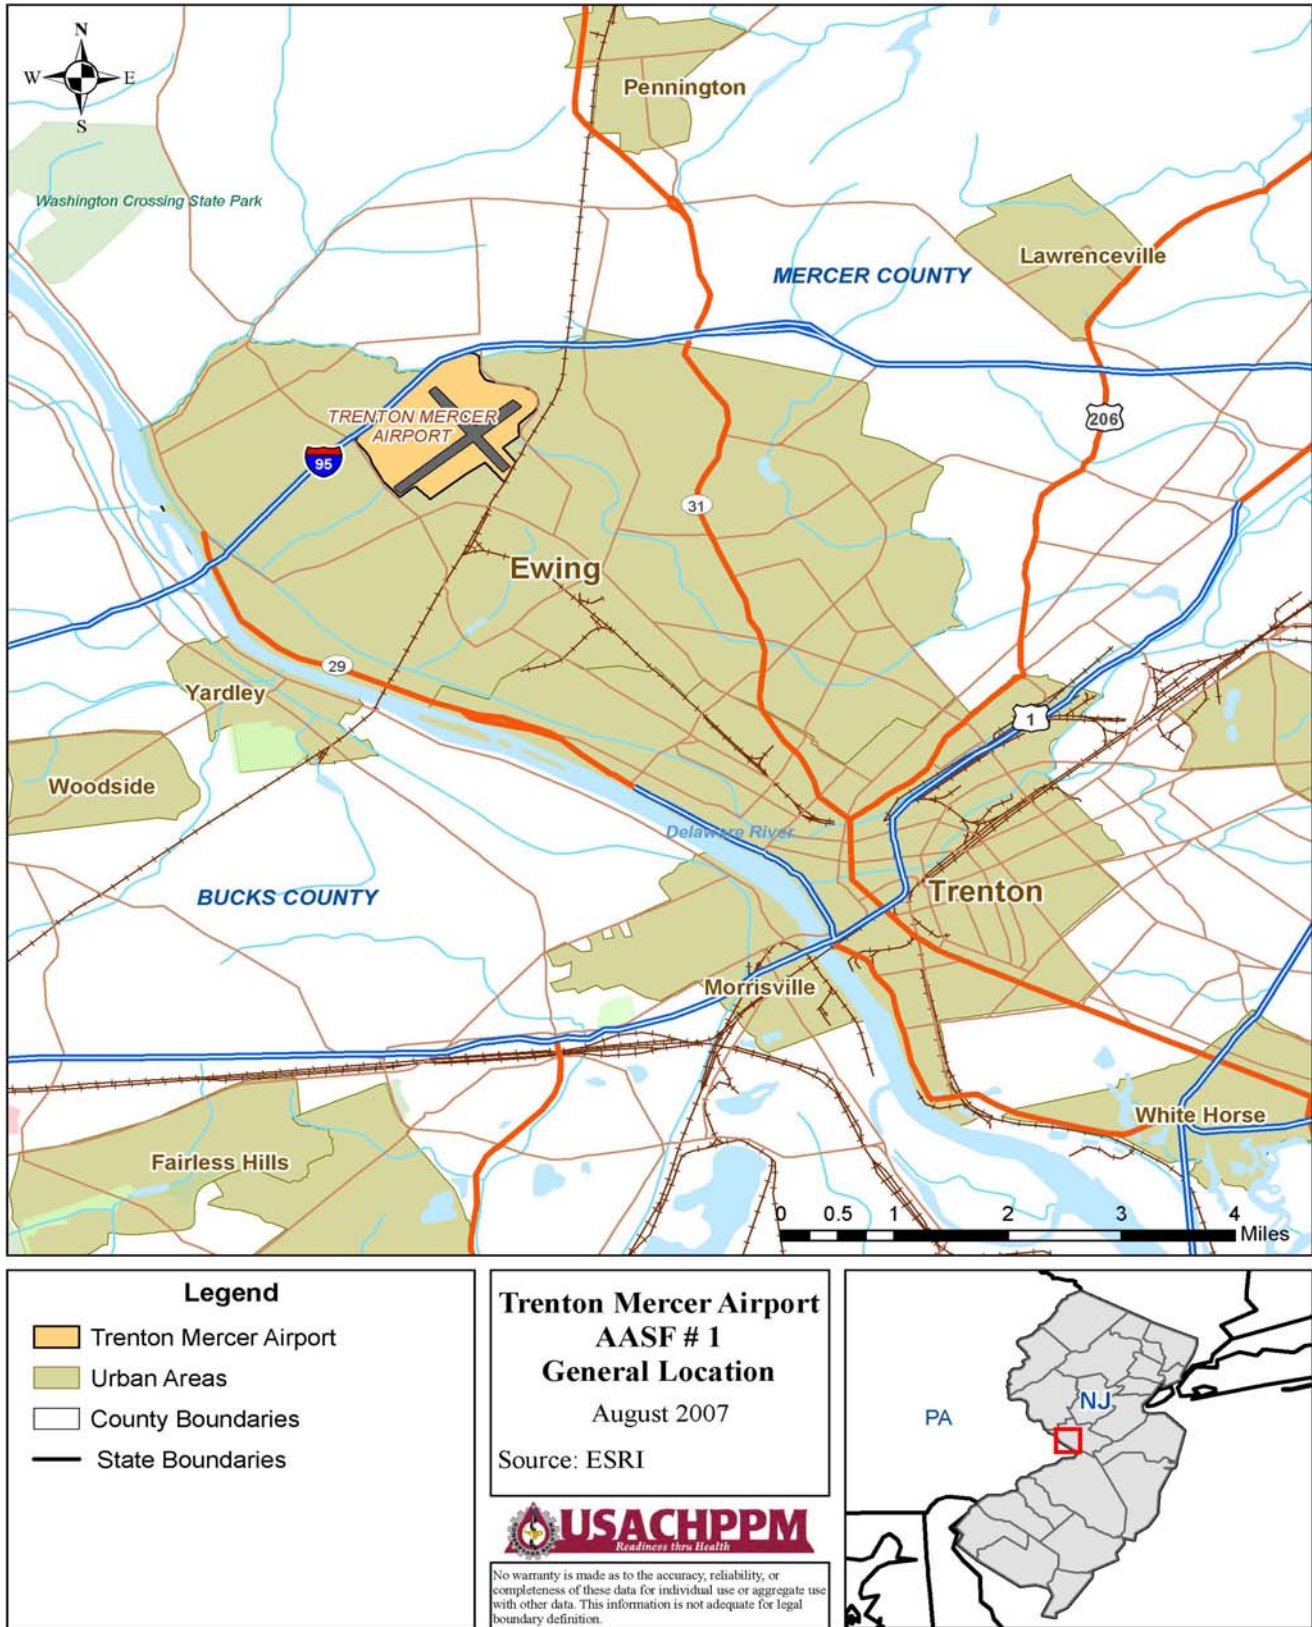 N
W E
S
Pennington
Washington Crossing State Park
Lawrenceville
MERCER COUNTY
TRENTON MERCER
AIRPORT
206
95
31
Ewing
29
Yardley
1
Woodside
Delaware River
BUCKS COUNTY
Trenton
Morrisville
White Horse
Fairless Hills
0 0.5 1 2 3 4
Miles
Legend
Trenton Mercer Airport
Urban Areas
County Boundaries
State Boundaries
Trenton Mercer Airport
AASF # 1
General Location
August 2007
Source: ESRI
USACHPPM
Readiness thru Health
No warranty is made as to the accuracy, reliability, or
completeness of these data for individual use or aggregate use
with other data. This information is not adequate for legal
boundary definition.
NJ
PA